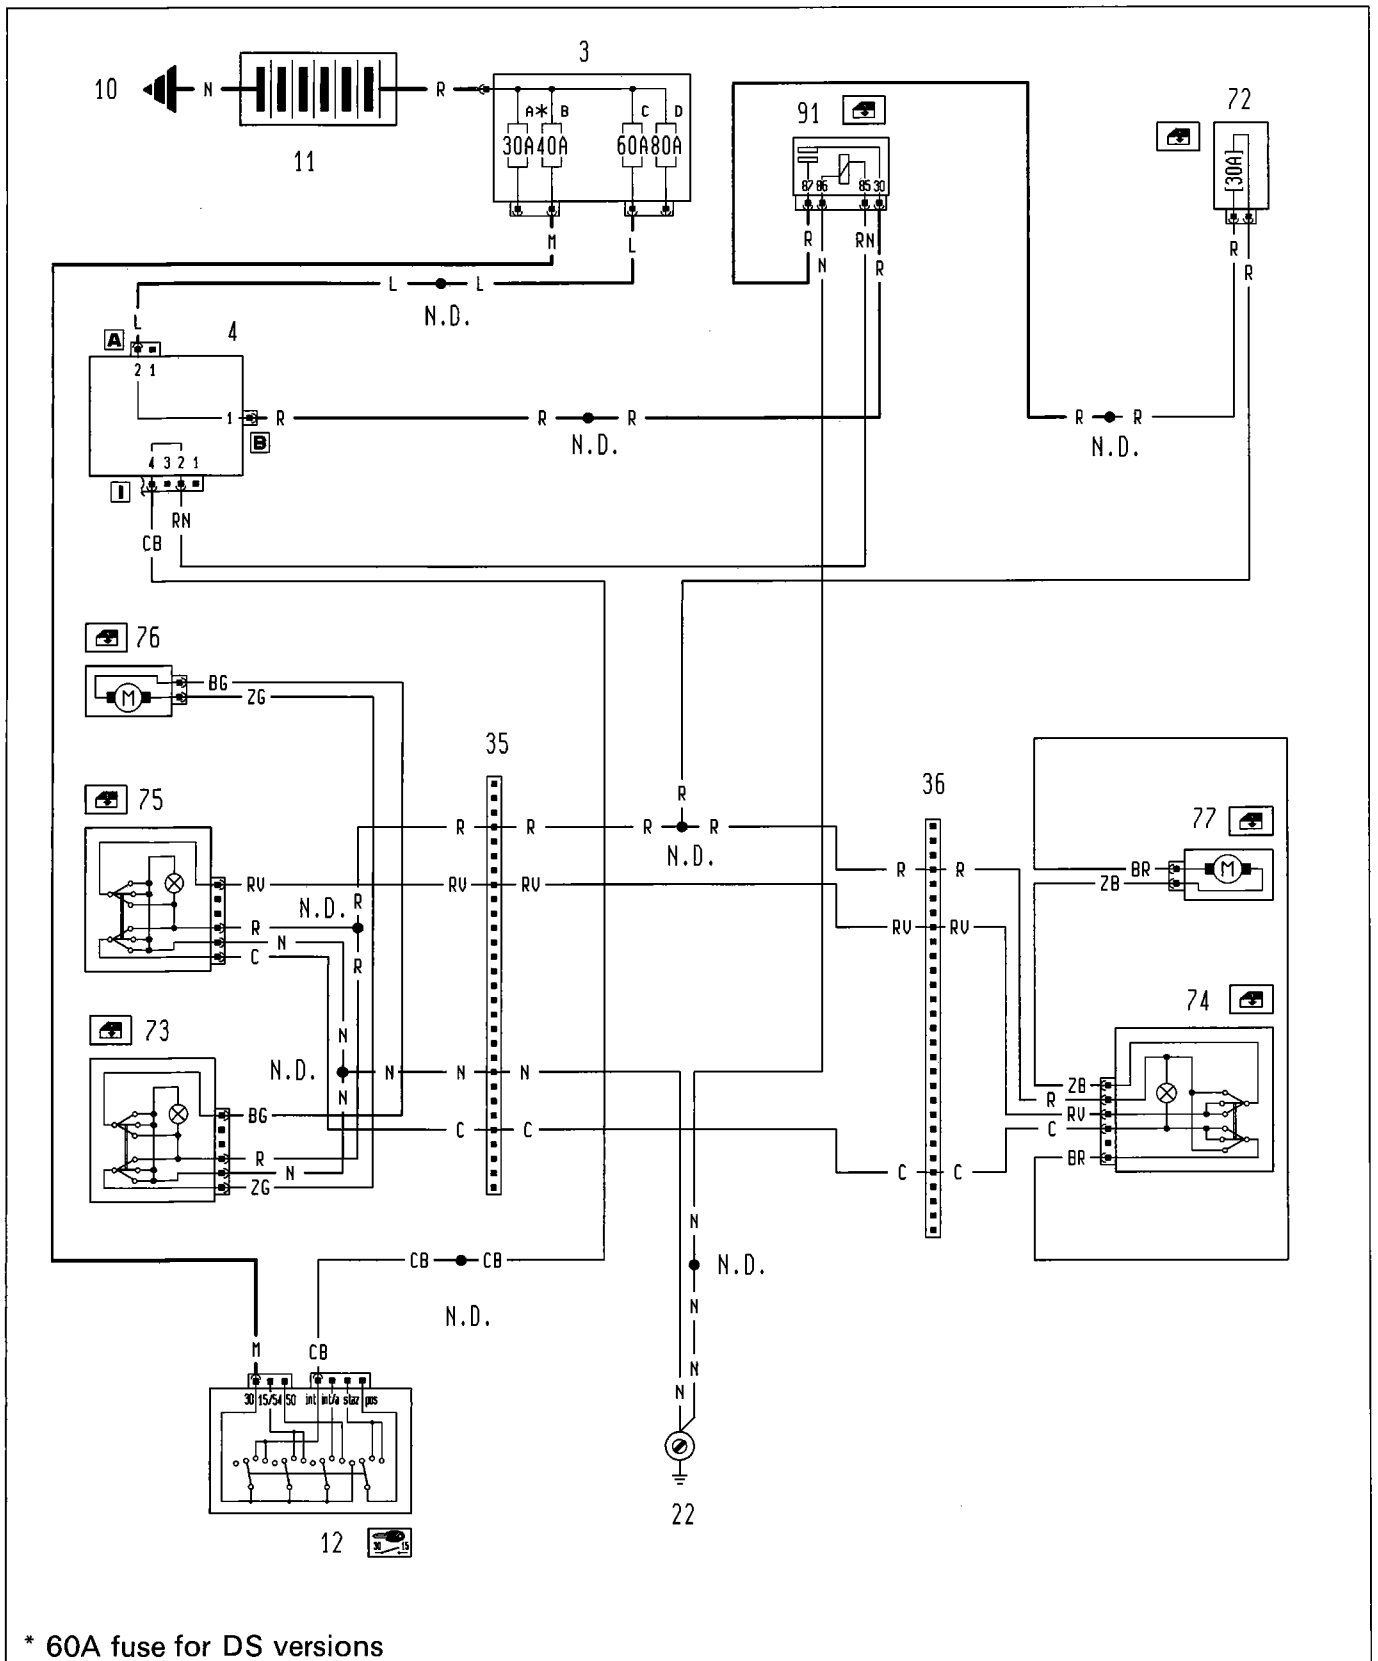 3
10
N
R
11
A* B C D
30A 40A 60A 80A
M
L
91
87 86 85 30
R
N
RN
R
72
[30A]
R
R
L L
N.D.
L
A
4
2 1
1
R
B
R R
N.D.
R R
N.D.
4 3 2 1
I
RN
CB
76
M
BG
ZG
35
36
75
R
R R R R
N.D.
R R
77
M
BR
ZB
RV RV RV
RV RV
N.D.
R
R
N
C
R
74
73
N
N.D.
N N N
N
BG
C C
R
N
ZG
C C
ZB
R
RV
C
BR
N
CB CB
N.D.
N.D.
N
N
N
M
CB
30 15/54 50 int int/a staz pos
12
30 15
22
* 60A fuse for DS versions